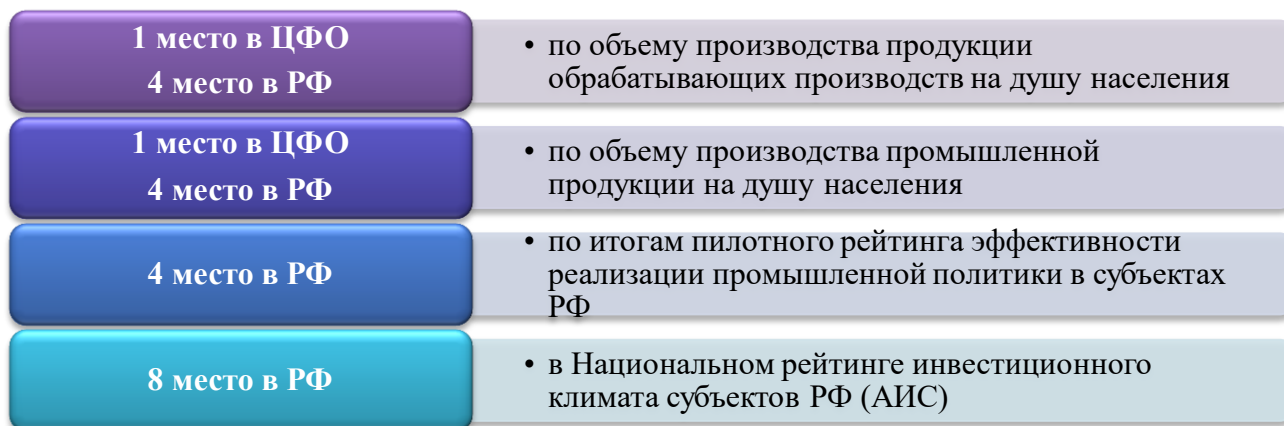 1 место в ЦФО
4 место в РФ
• по объему производства продукции
обрабатывающих производств на душу населения
1 место в ЦФО
4 место в РФ
• по объему производства промышленной
продукции на душу населения
4 место в РФ
• по итогам пилотного рейтинга эффективности
реализации промышленной политики в субъектах
РФ
8 место в РФ
• в Национальном рейтинге инвестиционного
климата субъектов РФ (АИС)